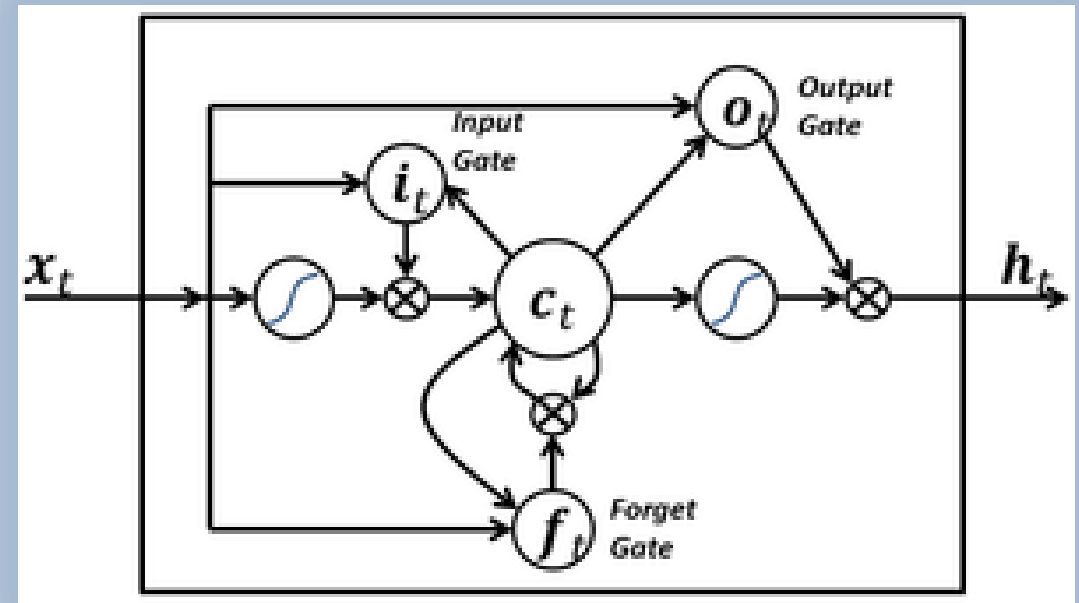 Output
Gate
o_t
Input
Gate
i_t
x_t
h_t
c_t
f_t
Forget
Gate